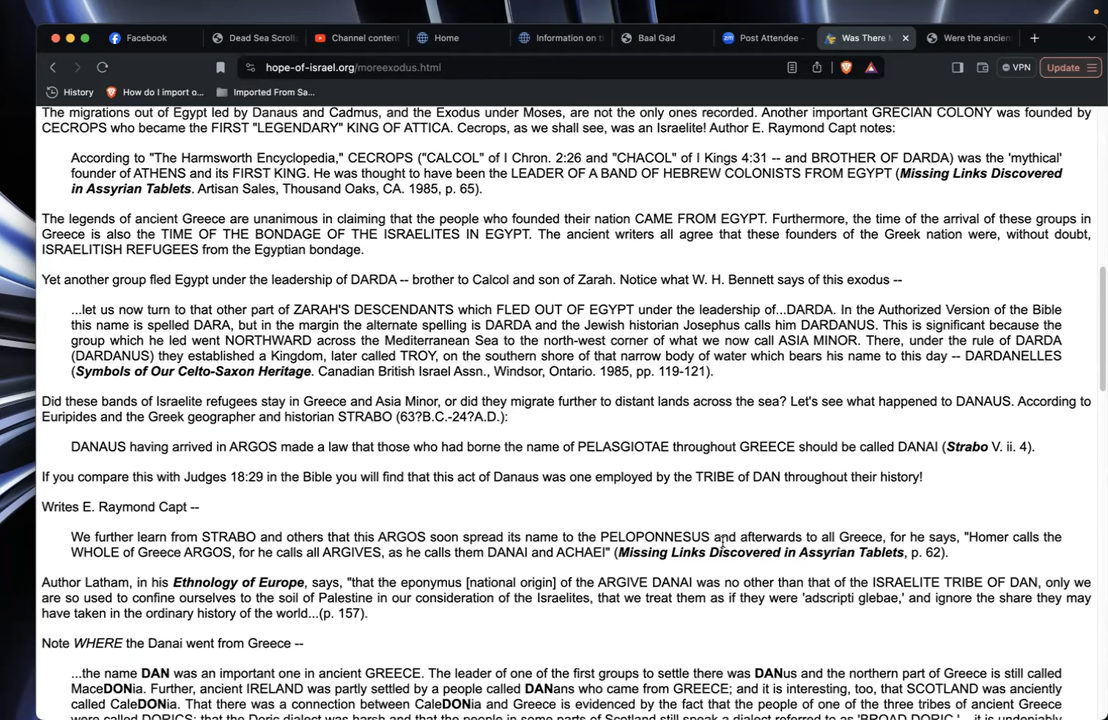 Facebook
Dead Sea Scrolls
Channel content
Home
Information on t
Baal Gad
Post Attendee -
Was There M
Were the ancien
hope-of-israel.org/moreexodus.html
VPN
Update
History
How do I import o...
Imported From Sa...
The migrations out of Egypt led by Danaus and Cadmus, and the Exodus under Moses, are not the only ones recorded. Another important GRECIAN COLONY was founded by
CECROPS who became the FIRST "LEGENDARY" KING OF ATTICA. Cecrops, as we shall see, was an Israelite! Author E. Raymond Capt notes:
According to "The Harmsworth Encyclopedia," CECROPS ("CALCOL" of I Chron. 2:26 and "CHACOL" of I Kings 4:31 -- and BROTHER OF DARDA) was the 'mythical'
founder of ATHENS and its FIRST KING. He was thought to have been the LEADER OF A BAND OF HEBREW COLONISTS FROM EGYPT (Missing Links Discovered
in Assyrian Tablets. Artisan Sales, Thousand Oaks, CA. 1985, p. 65).
The legends of ancient Greece are unanimous in claiming that the people who founded their nation CAME FROM EGYPT. Furthermore, the time of the arrival of these groups in
Greece is also the TIME OF THE BONDAGE OF THE ISRAELITES IN EGYPT. The ancient writers all agree that these founders of the Greek nation were, without doubt,
ISRAELITISH REFUGEES from the Egyptian bondage.
Yet another group fled Egypt under the leadership of DARDA -- brother to Calcol and son of Zarah. Notice what W. H. Bennett says of this exodus --
...let us now turn to that other part of ZARAH'S DESCENDANTS which FLED OUT OF EGYPT under the leadership of...DARDA. In the Authorized Version of the Bible
this name is spelled DARA, but in the margin the alternate spelling is DARDA and the Jewish historian Josephus calls him DARDANUS. This is significant because the
group which he led went NORTHWARD across the Mediterranean Sea to the north-west corner of what we now call ASIA MINOR. There, under the rule of DARDA
(DARDANUS) they established a Kingdom, later called TROY, on the southern shore of that narrow body of water which bears his name to this day -- DARDANELLES
(Symbols of Our Celto-Saxon Heritage. Canadian British Israel Assn., Windsor, Ontario. 1985, pp. 119-121).
Did these bands of Israelite refugees stay in Greece and Asia Minor, or did they migrate further to distant lands across the sea? Let's see what happened to DANAUS. According to
Euripides and the Greek geographer and historian STRABO (63?B.C.-24?A.D.):
DANAUS having arrived in ARGOS made a law that those who had borne the name of PELASGIOTAE throughout GREECE should be called DANAI (Strabo V. ii. 4).
If you compare this with Judges 18:29 in the Bible you will find that this act of Danaus was one employed by the TRIBE OF DAN throughout their history!
Writes E. Raymond Capt --
We further learn from STRABO and others that this ARGOS soon spread its name to the PELOPONNESUS and afterwards to all Greece, for he says, "Homer calls the
WHOLE of Greece ARGOS, for he calls all ARGIVES, as he calls them DANAI and ACHAEI" (Missing Links Discovered in Assyrian Tablets, p. 62).
Author Latham, in his Ethnology of Europe, says, "that the eponymus [national origin] of the ARGIVE DANAI was no other than that of the ISRAELITE TRIBE OF DAN, only we
are so used to confine ourselves to the soil of Palestine in our consideration of the Israelites, that we treat them as if they were 'adscripti glebae,' and ignore the share they may
have taken in the ordinary history of the world...(p. 157).
Note WHERE the Danai went from Greece --
...the name DAN was an important one in ancient GREECE. The leader of one of the first groups to settle there was DANus and the northern part of Greece is still called
MaceDONia. Further, ancient IRELAND was partly settled by a people called DANans who came from GREECE; and it is interesting, too, that SCOTLAND was anciently
called CaleDONia. That there was a connection between CaleDONia and Greece is evidenced by the fact that the people of one of the three tribes of ancient Greece
were called DORICS; that the Doric dialect was harsh and that the people in some parts of Scotland still speak a dialect referred to as 'BROAD DORIC,'...it is undeniably